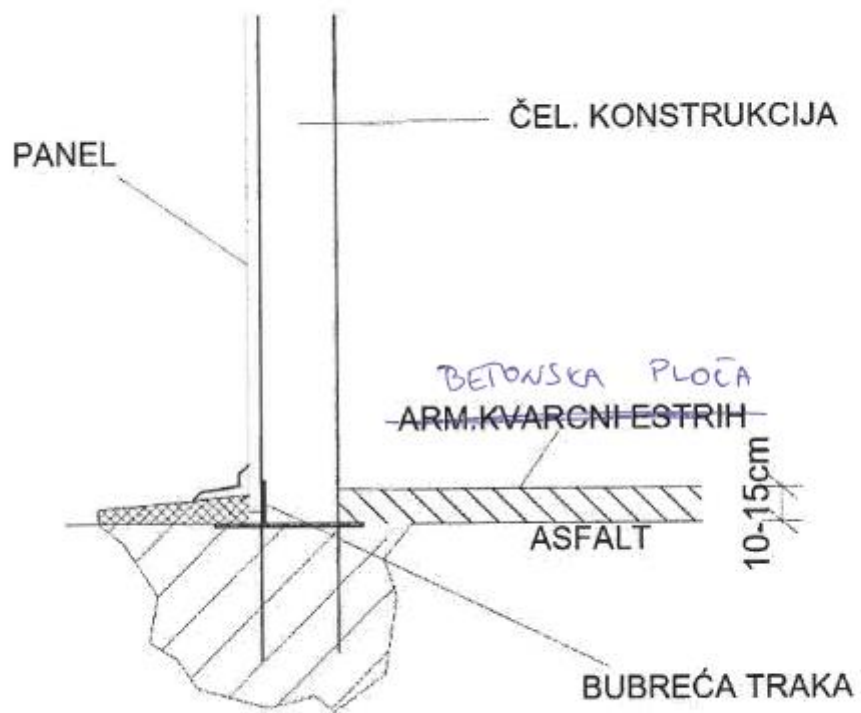 ČEL. KONSTRUKCIJA
PANEL
BETONSKA PLOČA
ARM.KVARCNI ESTRIH
10-15cm
ASFALT
BUBREĆA TRAKA